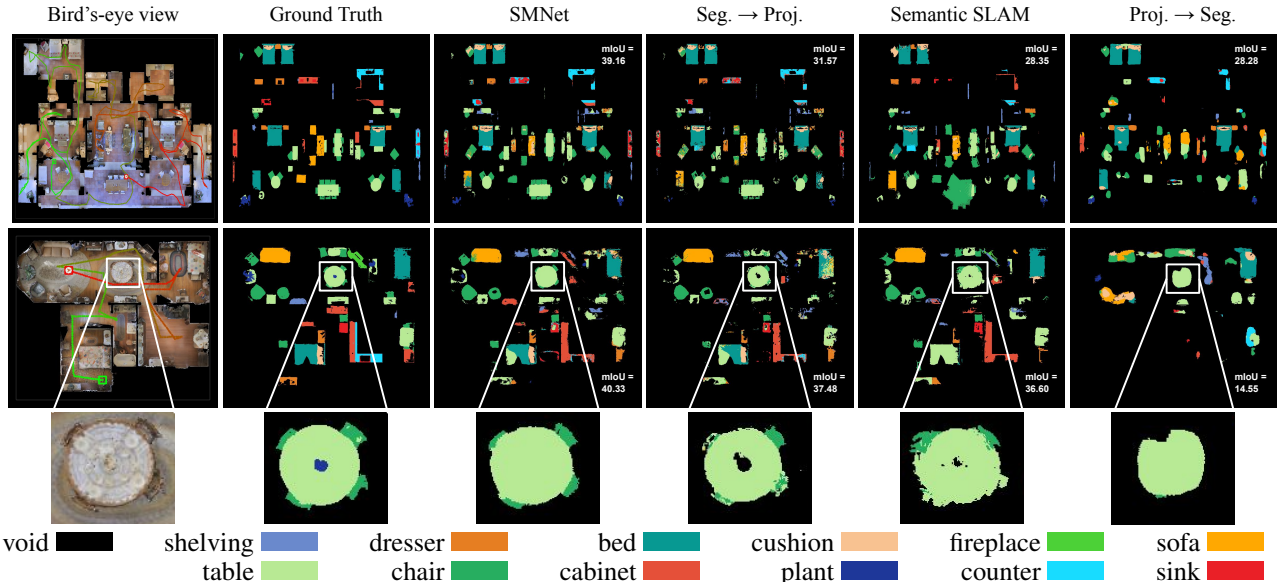 Bird's-eye view Ground Truth SMNet Seg. → Proj. Semantic SLAM Proj. → Seg.
mIoU = 39.16
mIoU = 31.57
mIoU = 28.35
mIoU = 28.28
mIoU = 40.33
mIoU = 37.48
mIoU = 36.60
mIoU = 14.55
void shelving dresser bed cushion fireplace sofa
table chair cabinet plant counter sink